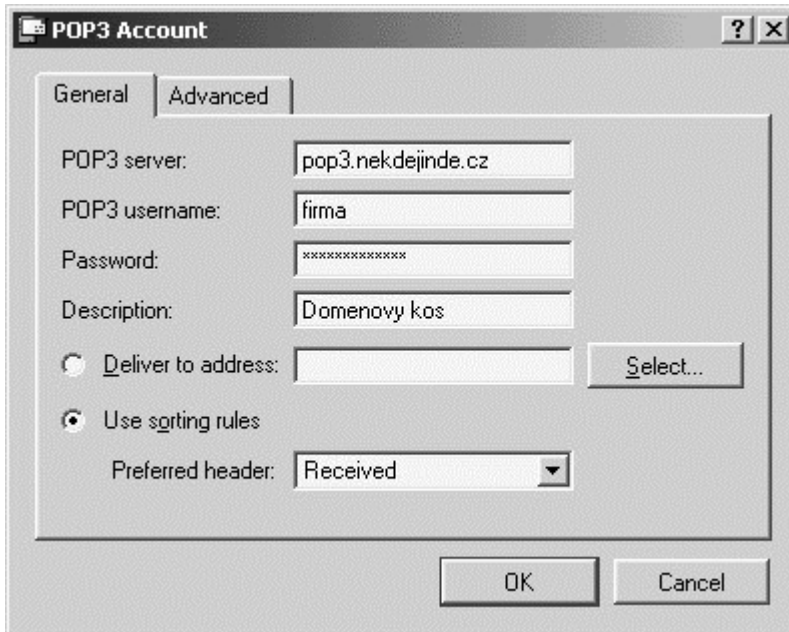 POP3 Account
General Advanced
POP3 server: pop3.nekdejinde.cz
POP3 username: firma
Password: *************
Description: Domenovy kos
Deliver to address: Select...
Use sorting rules
Preferred header: Received
OK Cancel